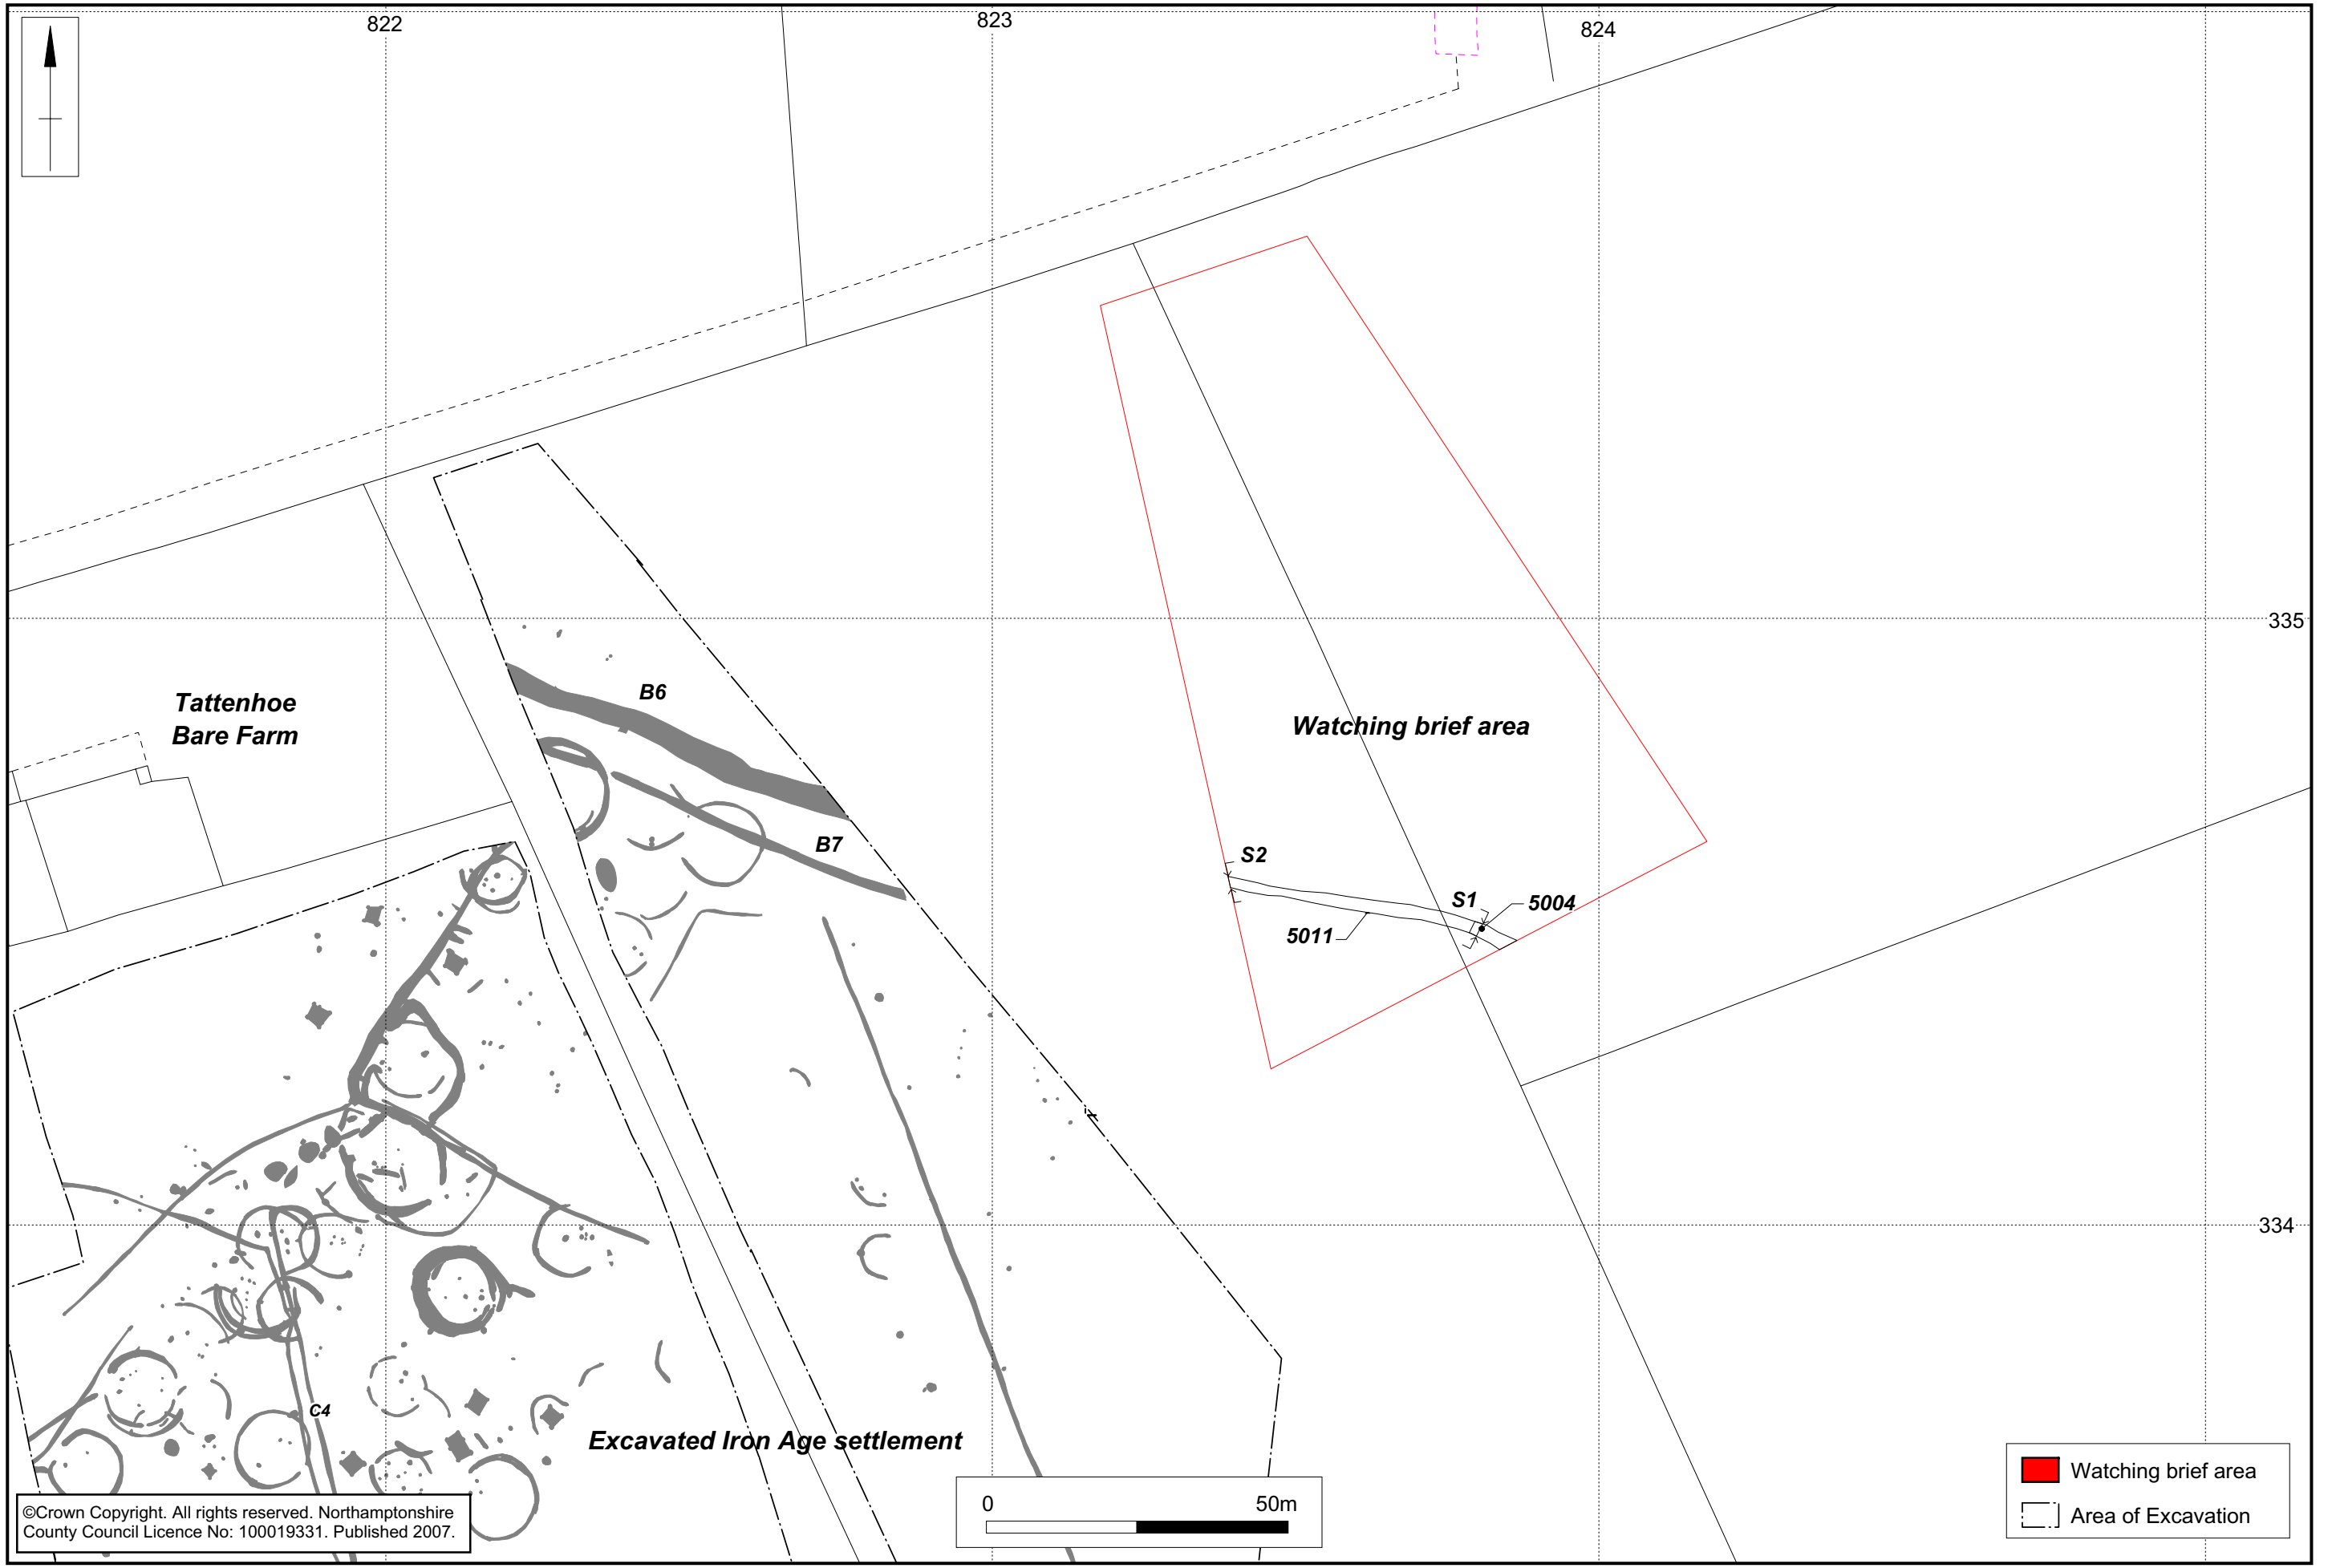 822
823
824
335
B6
Tattenhoe
Bare Farm
Watching brief area
B7
S2
S1
5004
5011
334
C4
Excavated Iron Age settlement
Watching brief area
0 50m
©Crown Copyright. All rights reserved. Northamptonshire
County Council Licence No: 100019331. Published 2007.
Area of Excavation